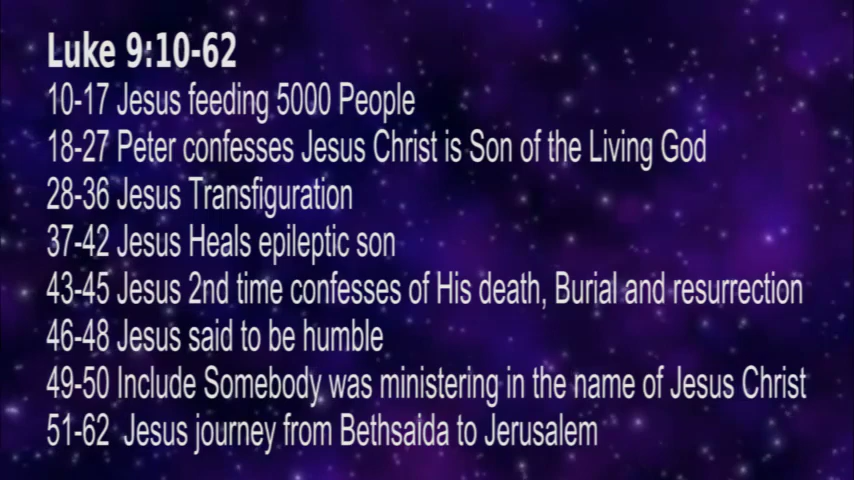 Luke 9:10-62
10-17 Jesus feeding 5000 People
18-27 Peter confesses Jesus Christ is Son of the Living God
28-36 Jesus Transfiguration
37-42 Jesus Heals epileptic son
43-45 Jesus 2nd time confesses of His death, Burial and resurrection
46-48 Jesus said to be humble
49-50 Include Somebody was ministering in the name of Jesus Christ
51-62 Jesus journey from Bethsaida to Jerusalem